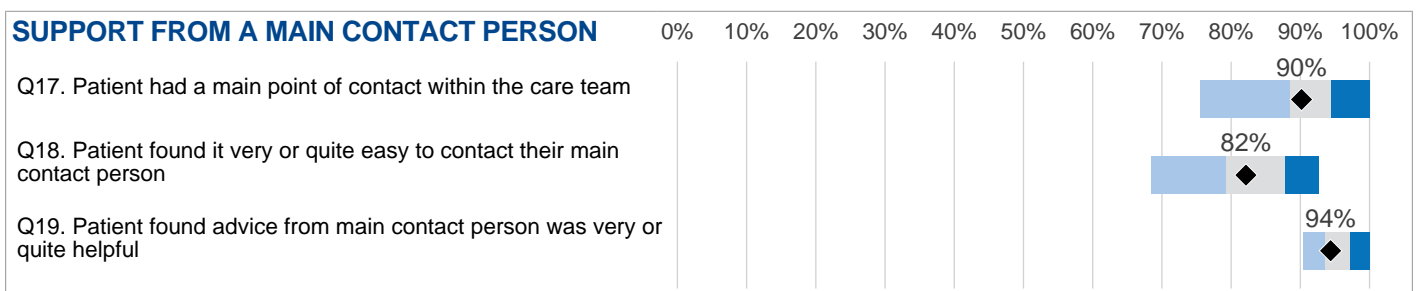 SUPPORT FROM A MAIN CONTACT PERSON 0% 10% 20% 30% 40% 50% 60% 70% 80% 90% 100%
Q17. Patient had a main point of contact within the care team
90%
Q18. Patient found it very or quite easy to contact their main
contact person
82%
Q19. Patient found advice from main contact person was very or
quite helpful
94%